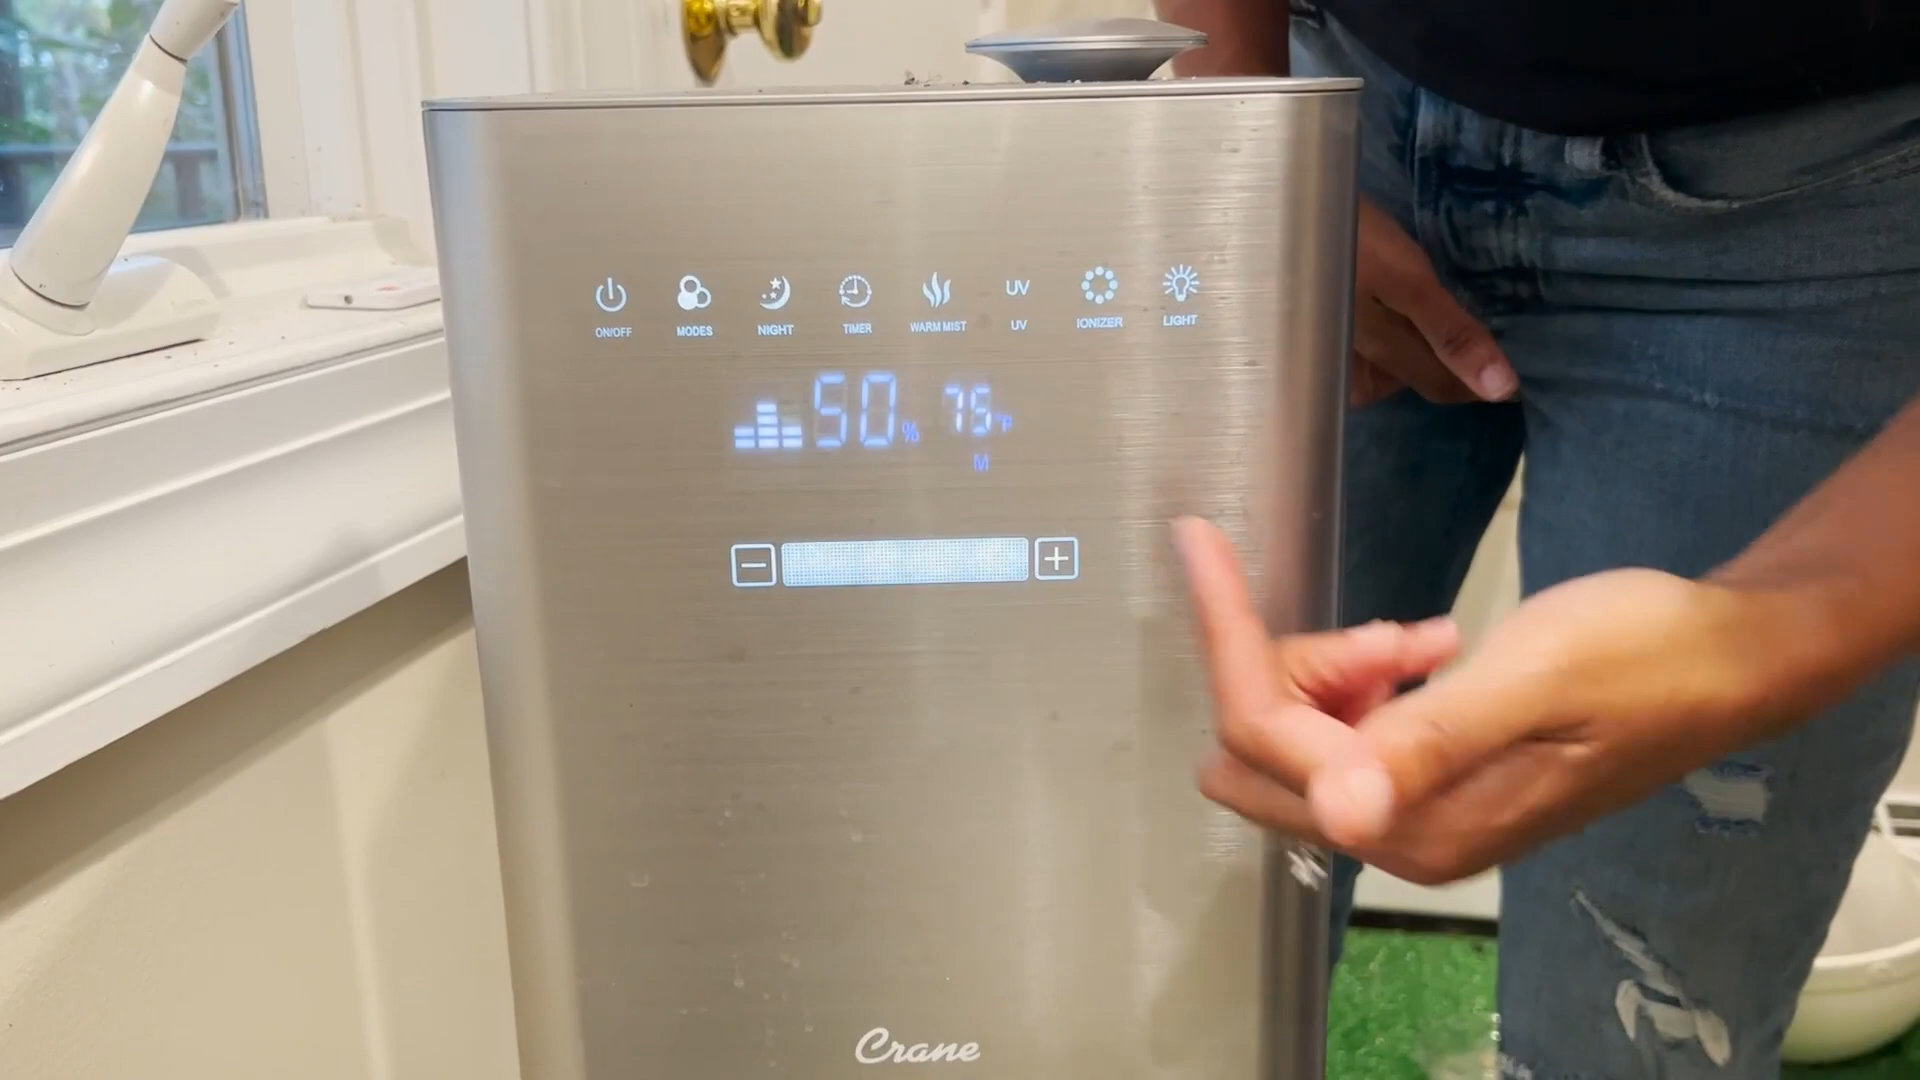 ON/OFF MODES NIGHT TIMER WARM MIST UV UV IONIZER LIGHT
50% 75°F
M
Crane